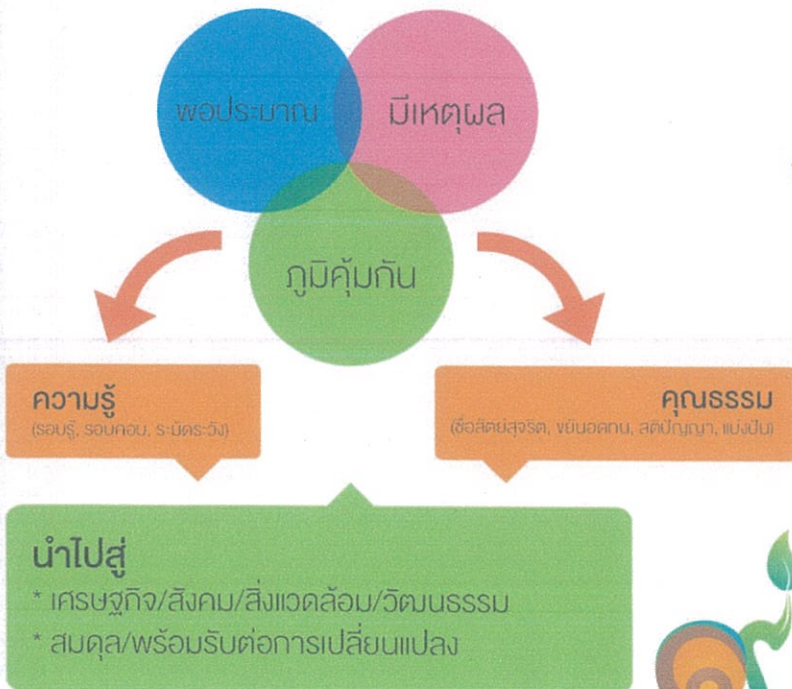 พอประมาณ
มีเหตุผล
ภูมิคุ้มกัน
ความรู้
(รอบรู้, รอบคอบ, ระมัดระวัง)
คุณธรรม
(ซื่อสัตย์สุจริต, ขยันอดทน, สติปัญญา, แบ่งปัน)
นำไปสู่
* เศรษฐกิจ/สังคม/สิ่งแวดล้อม/วัฒนธรรม
* สมดุล/พร้อมรับต่อการเปลี่ยนแปลง